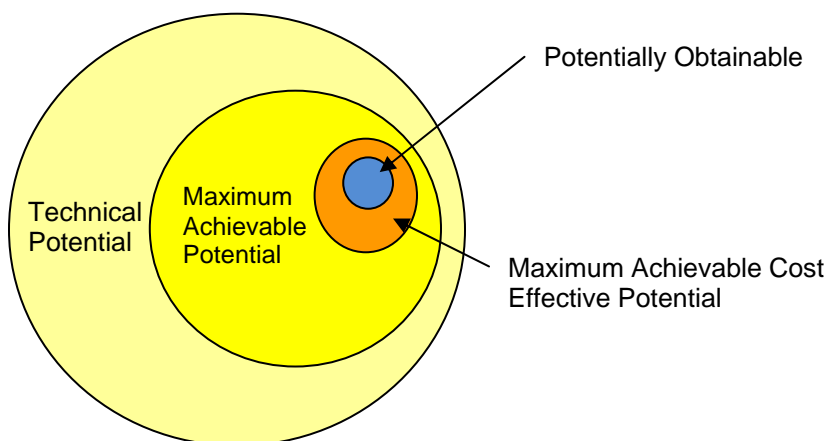 Potentially Obtainable
Technical
Potential
Maximum
Achievable
Potential
Maximum Achievable Cost
Effective Potential